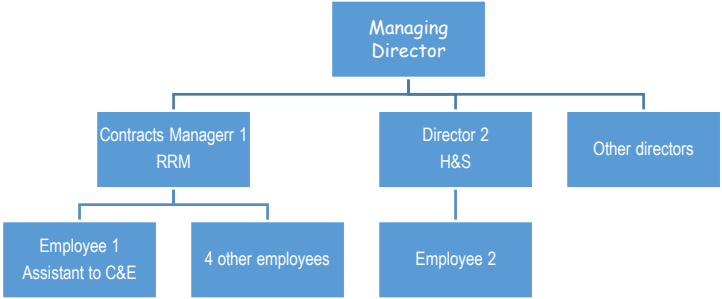 Managing
Director
Contracts Managerr 1
RRM
Director 2
H&S
Other directors
Employee 1
Assistant to C&E
4 other employees
Employee 2